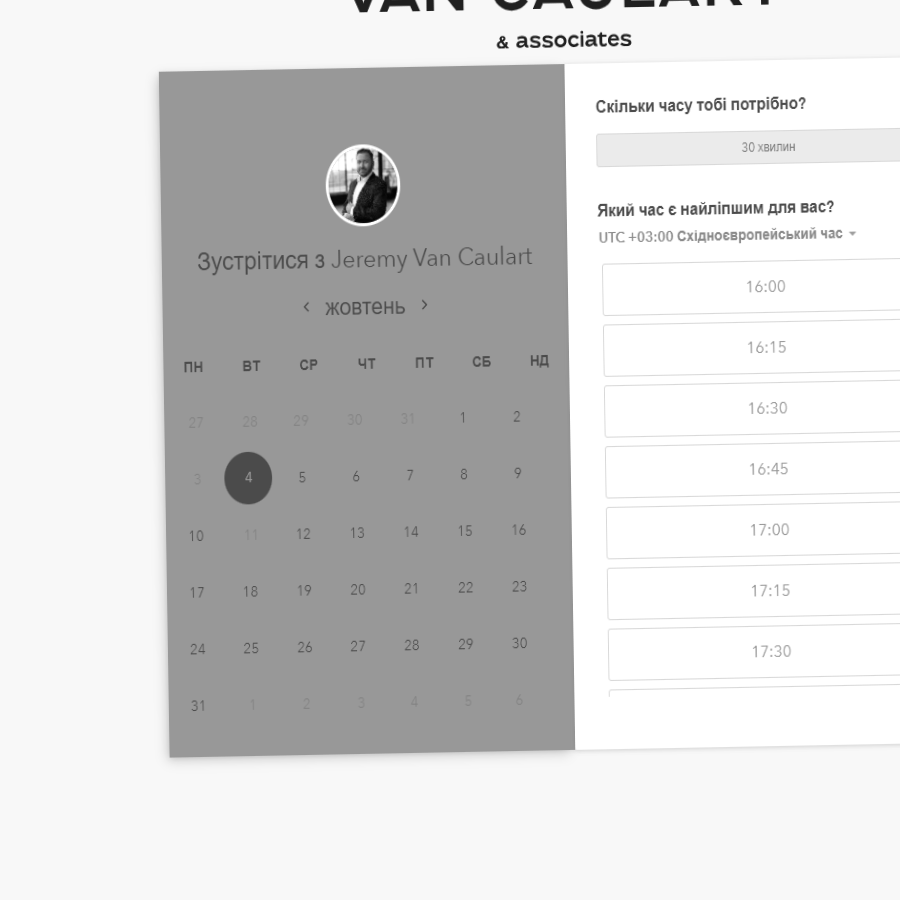 VAN CAULART
& associates
Зустрітися з Jeremy Van Caulart
жовтень
ПН ВТ СР ЧТ ПТ СБ НД
27 28 29 30 31 1 2
3 4 5 6 7 8 9
10 11 12 13 14 15 16
17 18 19 20 21 22 23
24 25 26 27 28 29 30
31 1 2 3 4 5 6
Скільки часу тобі потрібно?
30 хвилин
Який час є найліпшим для вас?
UTC +03:00 Східноєвропейський час
16:00
16:15
16:30
16:45
17:00
17:15
17:30